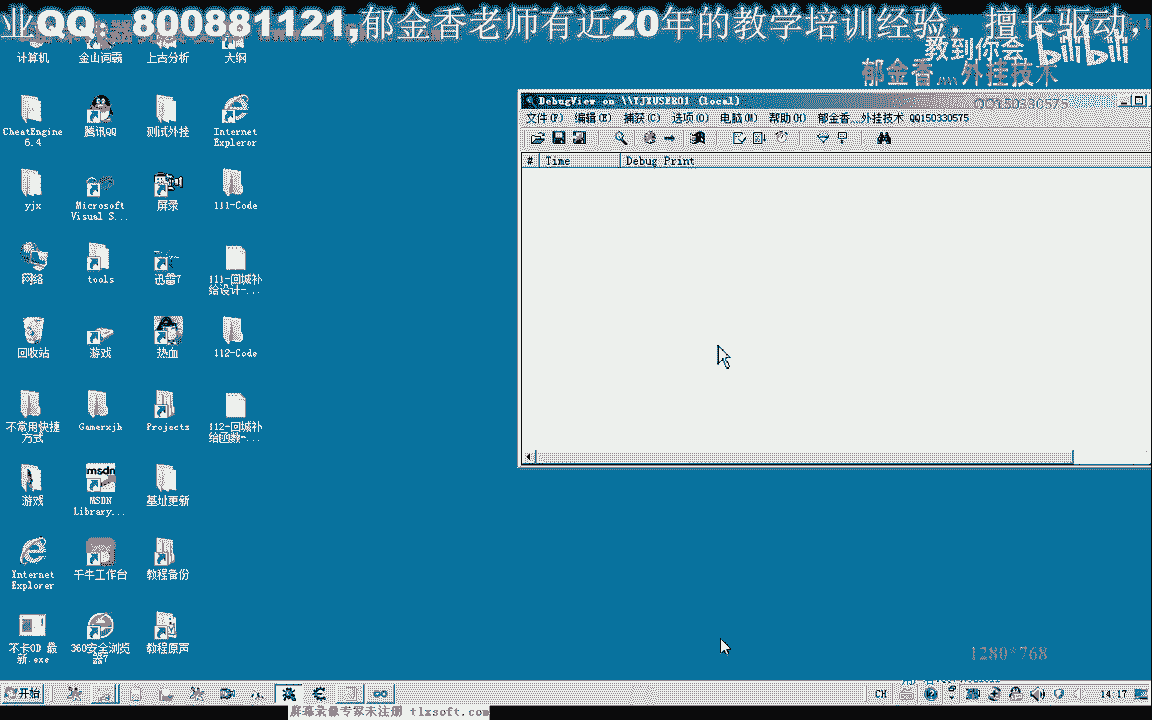 业QQ: 800881121,郁金香老师有近20年的教学培训经验, 擅长驱动,
教到你会 bilibili
郁金香....外挂技术
QQ150330575
计算机 金山词霸 上古分析 大纲
CheatEngine 6.4
腾讯QQ
测试外挂
Internet Exploror
yjx
Microsoft Visual S...
屏录
111-Code
网络
tools
迅雷7
111-回城补给设计-...
回收站
游戏
热血
112-Code
不常用快捷方式
Gamerxjh
Projects
112-回城补给函数-...
游戏
msdn
MSDN Library...
基址更新
Internet Explorer
千牛工作台
教程备份
不卡OD 最新.exe
360安全浏览器7
教程原声
DebugView on \\YJXUSER01 (local)
文件(F) 编辑(E) 捕获(C) 选项(O) 电脑(M) 帮助(H) 郁金香...外挂技术 QQ150330575
# Time Debug Print
1280*768
开始
CH
14:17
屏幕录像专家未注册 tlxsoft.com